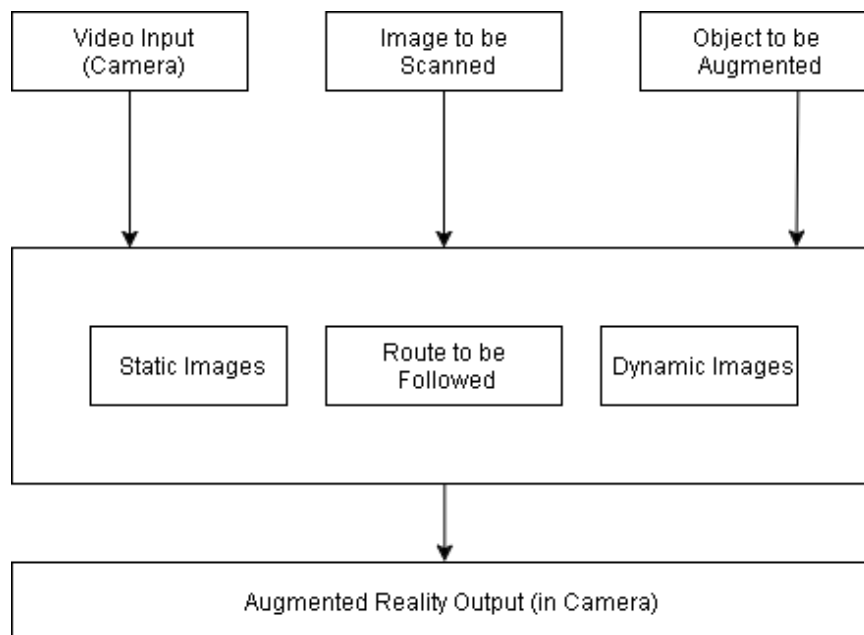 Video Input
(Camera)
Image to be
Scanned
Object to be
Augmented
Static Images
Route to be
Followed
Dynamic Images
Augmented Reality Output (in Camera)